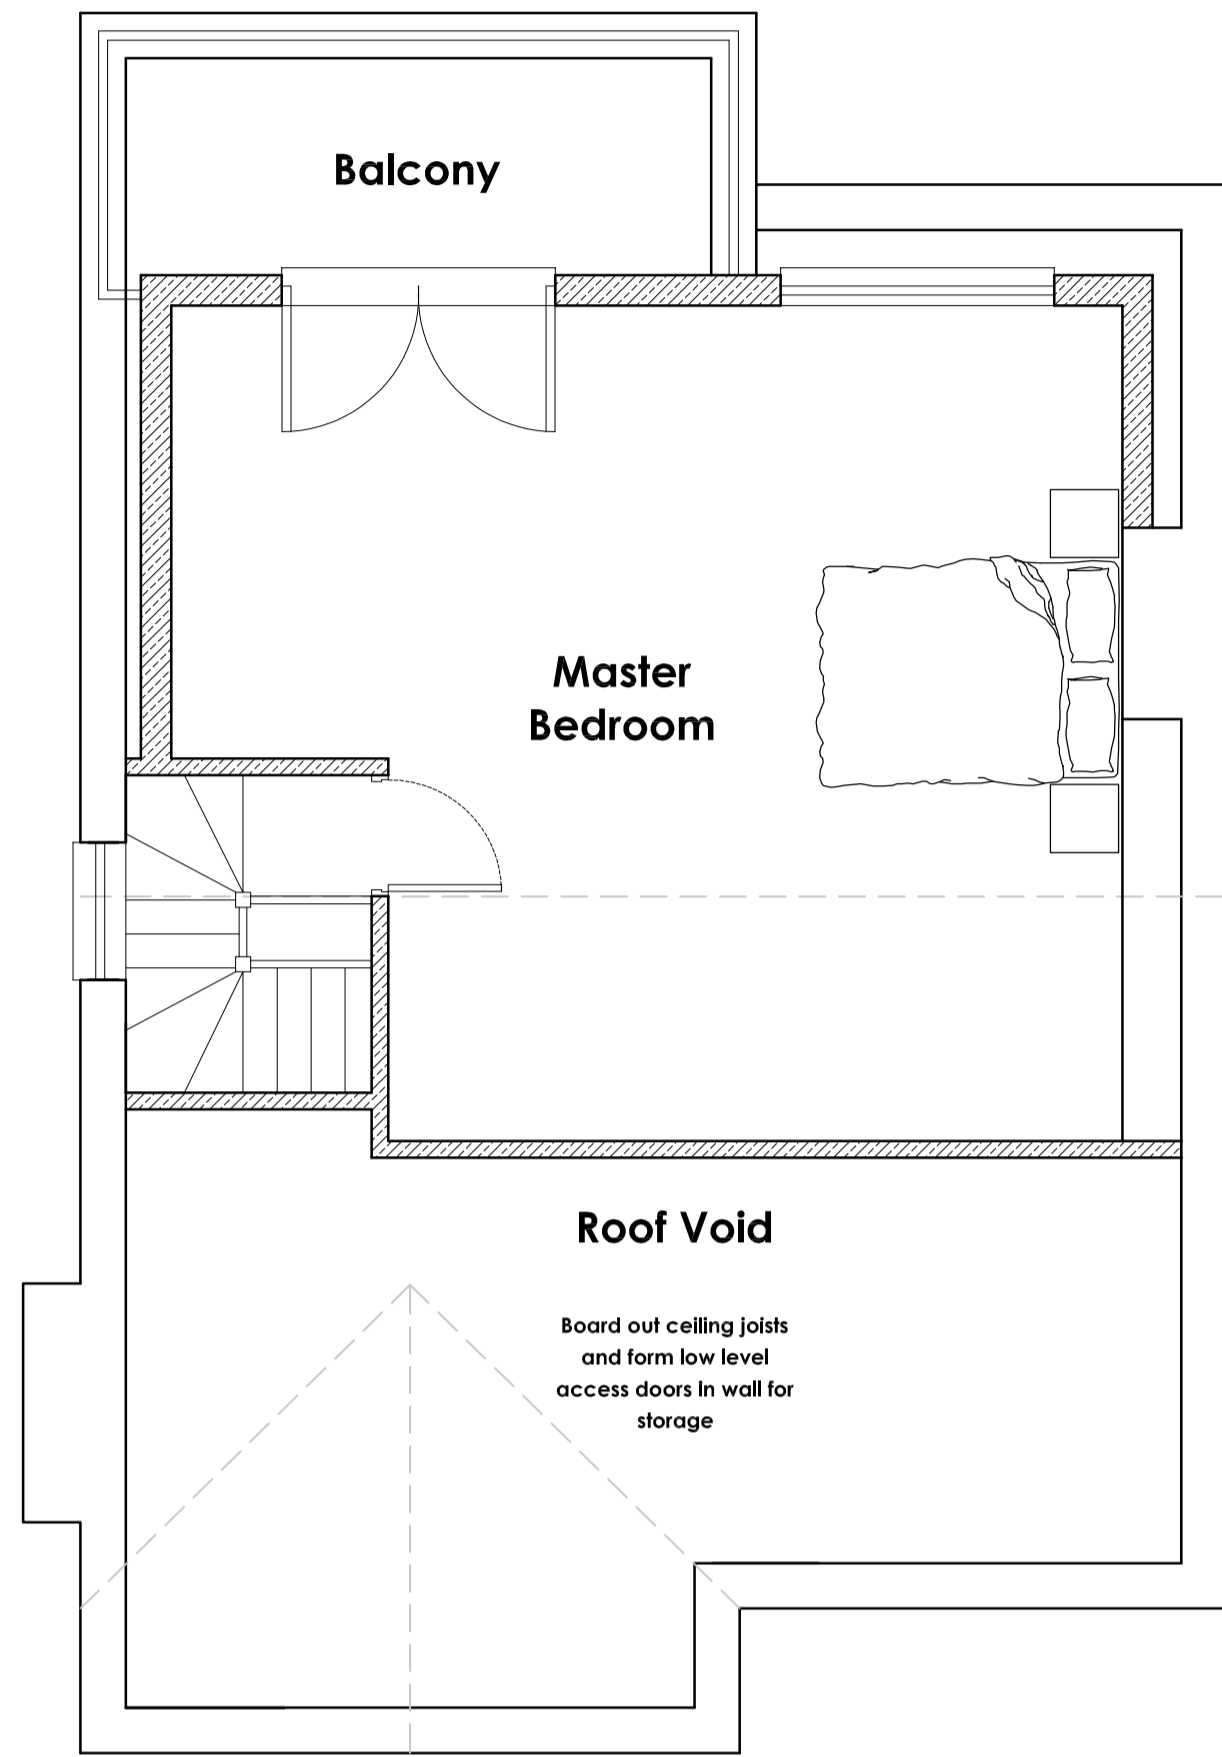 Balcony
Master
Bedroom
Roof Void
Board out ceiling joists
and form low level
access doors in wall for
storage